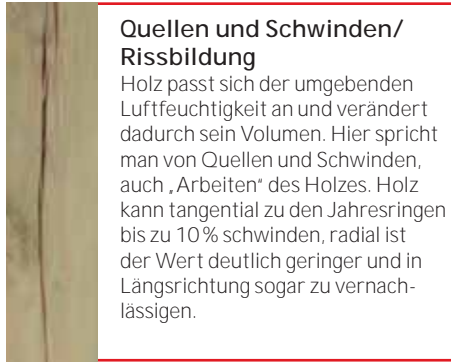 Quellen und Schwinden/
Rissbildung
Holz passt sich der umgebenden
Luftfeuchtigkeit an und verändert
dadurch sein Volumen. Hier spricht
man von Quellen und Schwinden,
auch „Arbeiten“ des Holzes. Holz
kann tangential zu den Jahresringen
bis zu 10 % schwinden, radial ist
der Wert deutlich geringer und in
Längsrichtung sogar zu vernach-
lässigen.